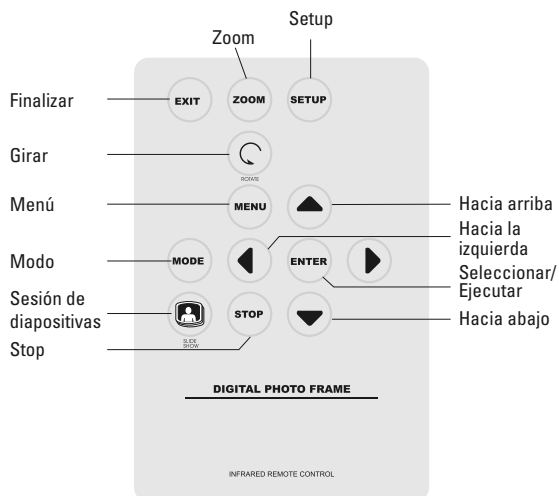 Setup
Zoom
Finalizar
EXIT
ZOOM
SETUP
Girar
ROTATE
Menú
MENU
Hacia arriba
Hacia la
izquierda
Modo
MODE
ENTER
Seleccionar/
Ejecutar
Sesión de
diapositivas
SLIDE
SHOW
STOP
Hacia abajo
Stop
DIGITAL PHOTO FRAME
INFRARED REMOTE CONTROL